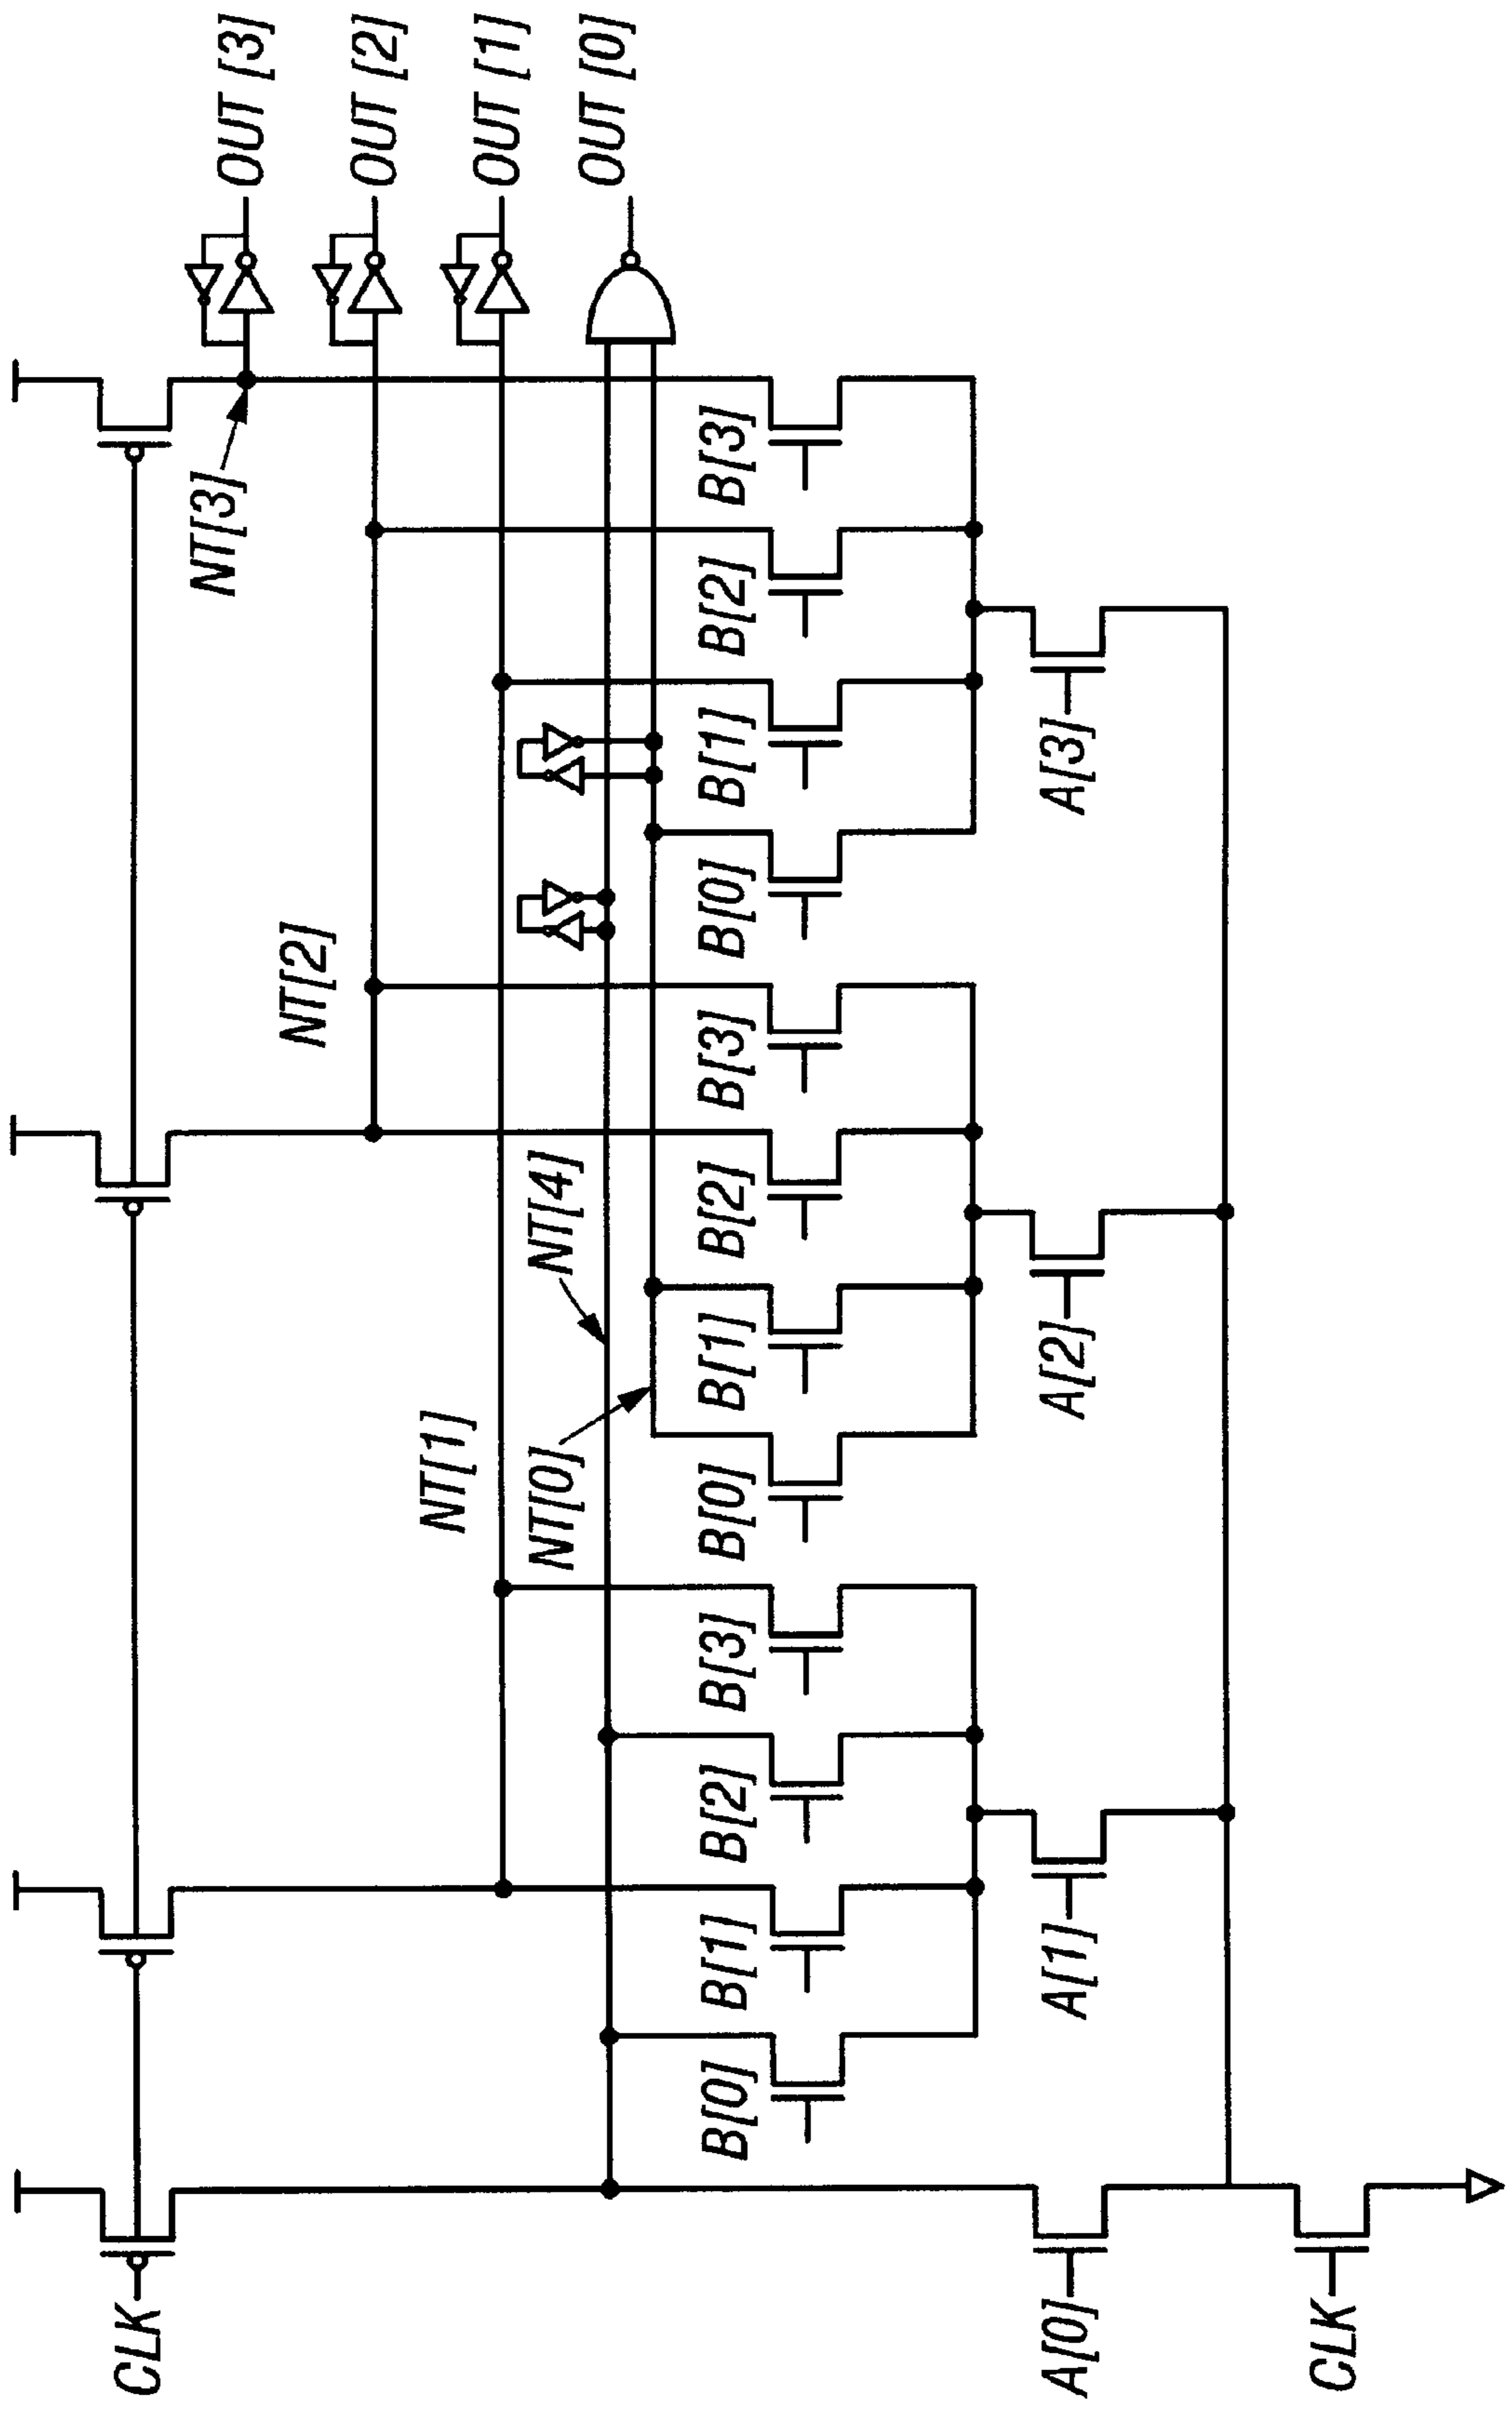 OUT [3]
OUT [2]
OUT [1]
OUT [0]
NT[3]
NT[2]
NT[4]
NT[1]
NT[0]
B[3]
B[2]
B[1]
B[0]
B[3]
B[2]
B[1]
B[0]
B[3]
B[2]
B[1]
B[0]
A[3]
A[2]
A[1]
A[0]
CLK
CLK